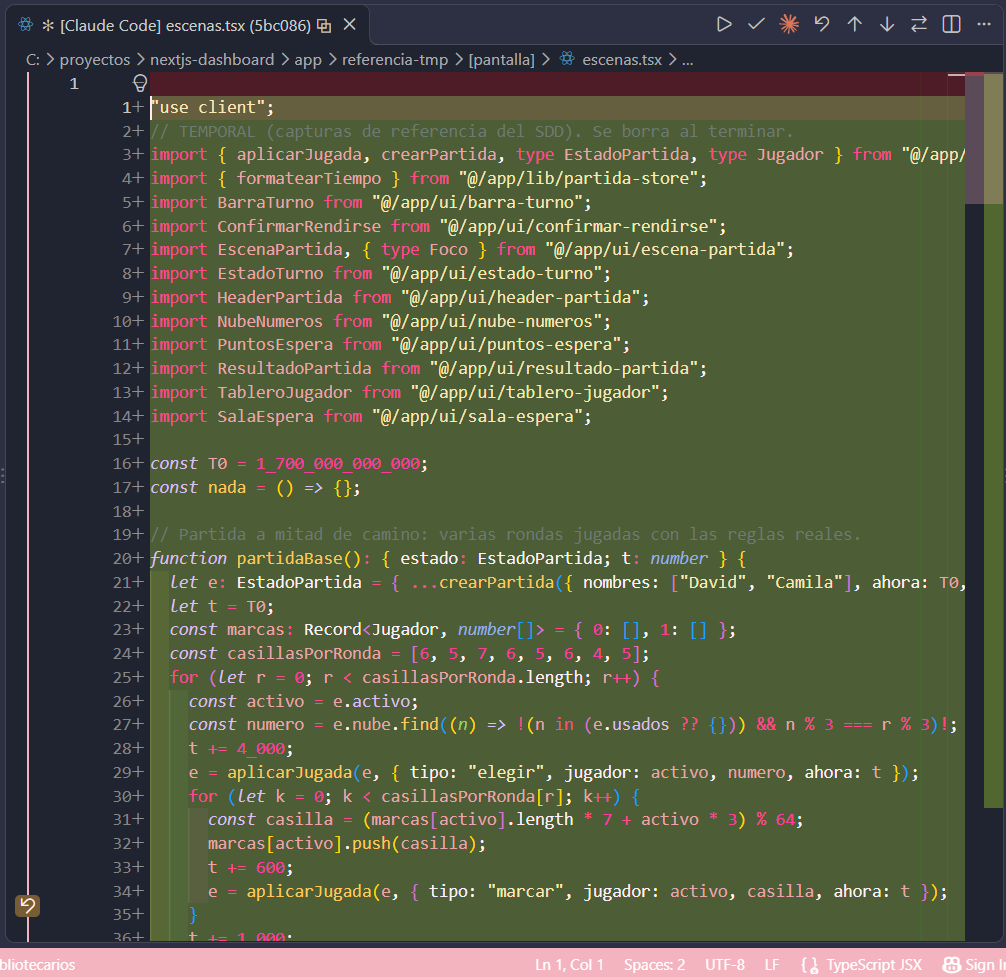 [Claude Code] escenas.tsx (5bc086)
C: > proyectos > nextjs-dashboard > app > referencia-tmp > [pantalla] > escenas.tsx > ...
1
1+ "use client";
2+ // TEMPORAL (capturas de referencia del SDD). Se borra al terminar.
3+ import { aplicarJugada, crearPartida, type EstadoPartida, type Jugador } from "@/app/
4+ import { formatearTiempo } from "@/app/lib/partida-store";
5+ import BarraTurno from "@/app/ui/barra-turno";
6+ import ConfirmarRendirse from "@/app/ui/confirmar-rendirse";
7+ import EscenaPartida, { type Foco } from "@/app/ui/escena-partida";
8+ import EstadoTurno from "@/app/ui/estado-turno";
9+ import HeaderPartida from "@/app/ui/header-partida";
10+ import NubeNumeros from "@/app/ui/nube-numeros";
11+ import PuntosEspera from "@/app/ui/puntos-espera";
12+ import ResultadoPartida from "@/app/ui/resultado-partida";
13+ import TableroJugador from "@/app/ui/tablero-jugador";
14+ import SalaEspera from "@/app/ui/sala-espera";
15+
16+ const T0 = 1_700_000_000_000;
17+ const nada = () => {};
18+
19+ // Partida a mitad de camino: varias rondas jugadas con las reglas reales.
20+ function partidaBase(): { estado: EstadoPartida; t: number } {
21+ let e: EstadoPartida = { ...crearPartida({ nombres: ["David", "Camila"], ahora: T0,
22+ let t = T0;
23+ const marcas: Record<Jugador, number[]> = { 0: [], 1: [] };
24+ const casillasPorRonda = [6, 5, 7, 6, 5, 6, 4, 5];
25+ for (let r = 0; r < casillasPorRonda.length; r++) {
26+ const activo = e.activo;
27+ const numero = e.nube.find((n) => !(n in (e.usados ?? {})) && n % 3 === r % 3)!;
28+ t += 4_000;
29+ e = aplicarJugada(e, { tipo: "elegir", jugador: activo, numero, ahora: t });
30+ for (let k = 0; k < casillasPorRonda[r]; k++) {
31+ const casilla = (marcas[activo].length * 7 + activo * 3) % 64;
32+ marcas[activo].push(casilla);
33+ t += 600;
34+ e = aplicarJugada(e, { tipo: "marcar", jugador: activo, casilla, ahora: t });
35+ }
36+ t += 1_000;
bliotecarios Ln 1, Col 1 Spaces: 2 UTF-8 LF {} TypeScript JSX Sign